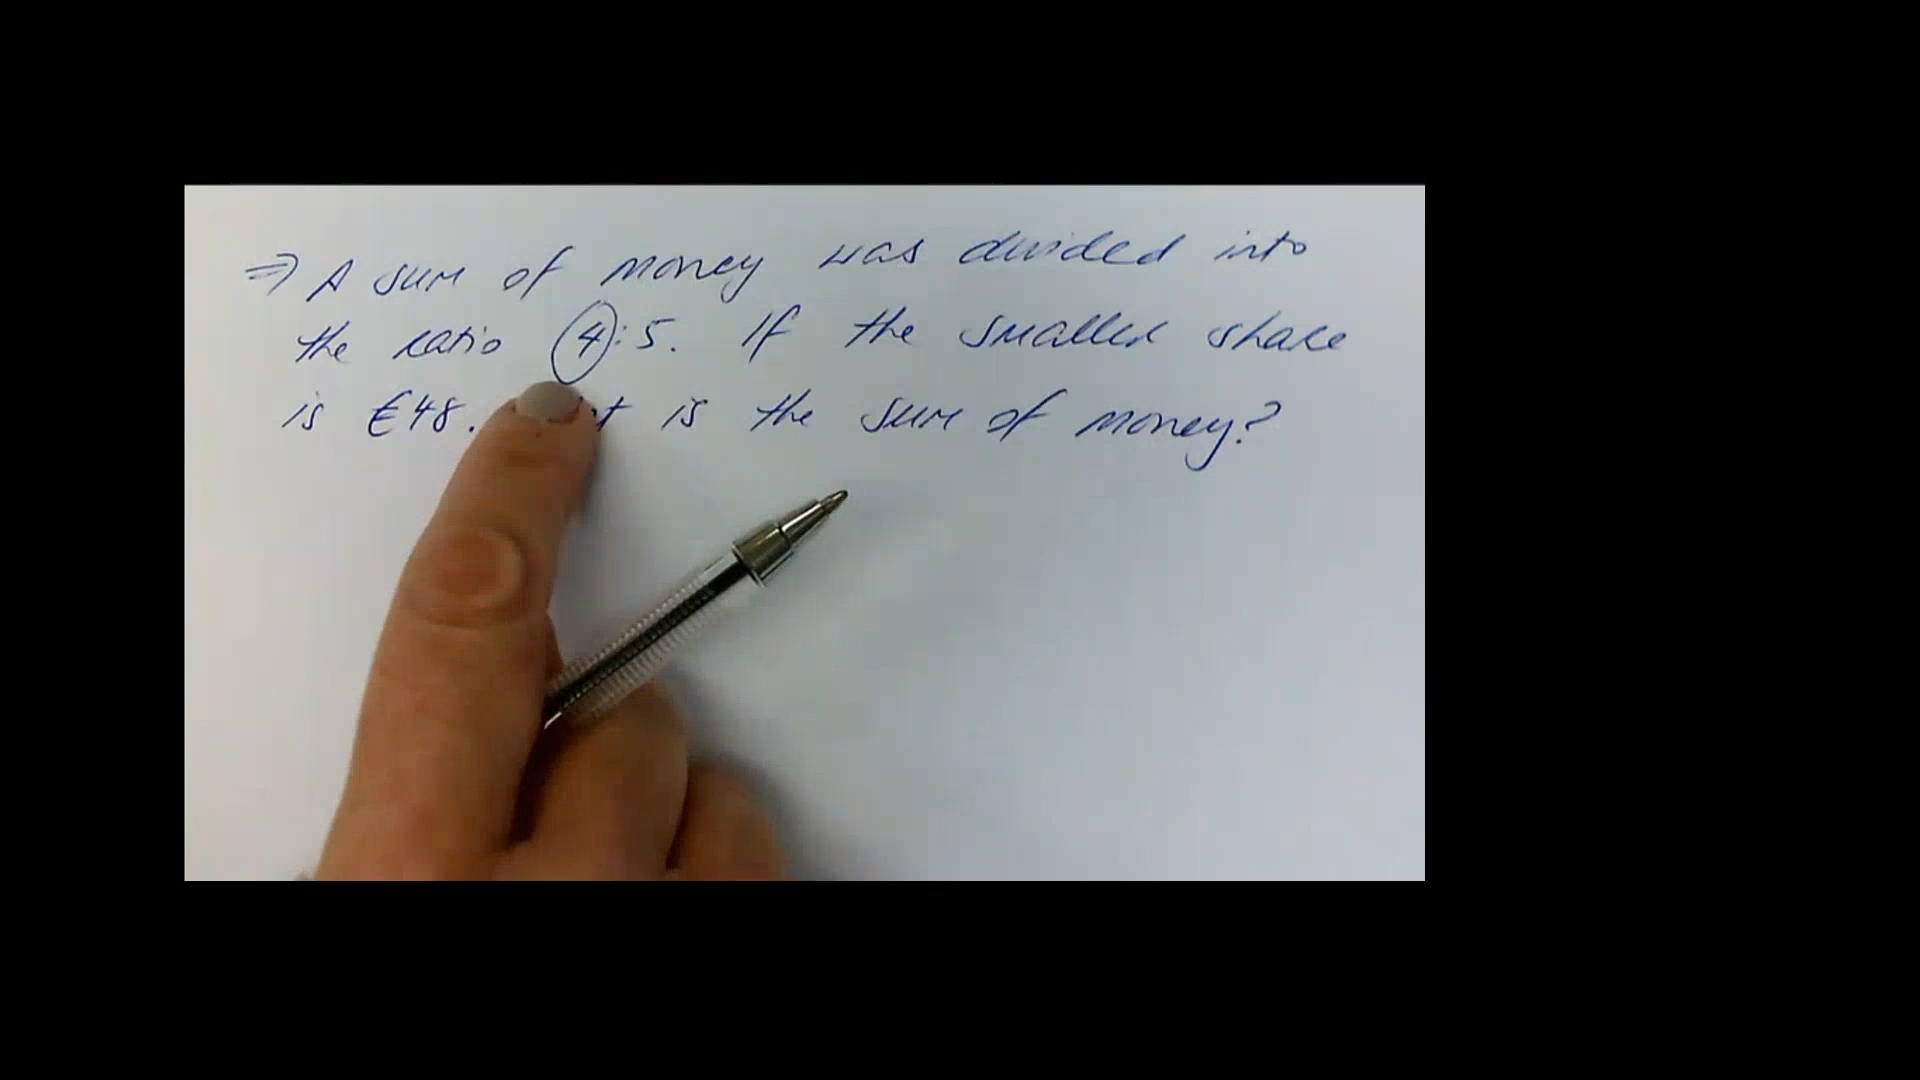 ⇒ A sum of money was divided into
the ratio 4:5. If the smaller share
is €48. is the sum of money?